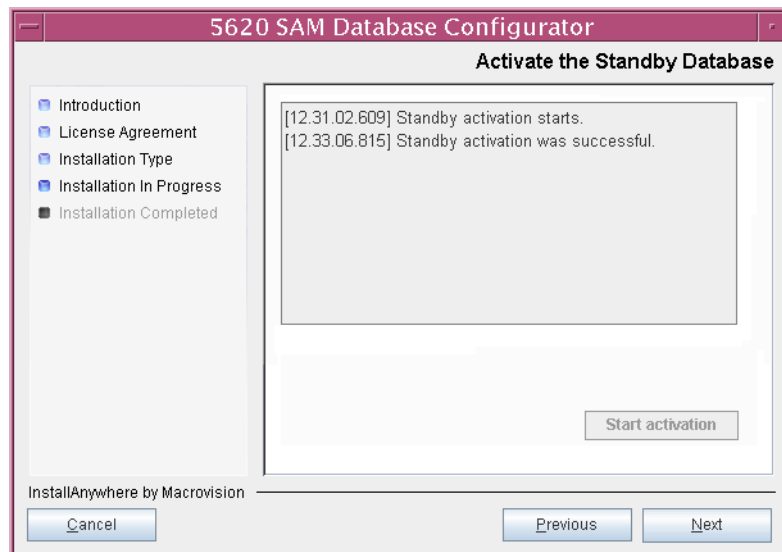 5620 SAM Database Configurator
Activate the Standby Database
Introduction
License Agreement
Installation Type
Installation In Progress
Installation Completed
[12.31.02.609] Standby activation starts.
[12.33.06.815] Standby activation was successful.
Start activation
InstallAnywhere by Macrovision
Cancel
Previous
Next